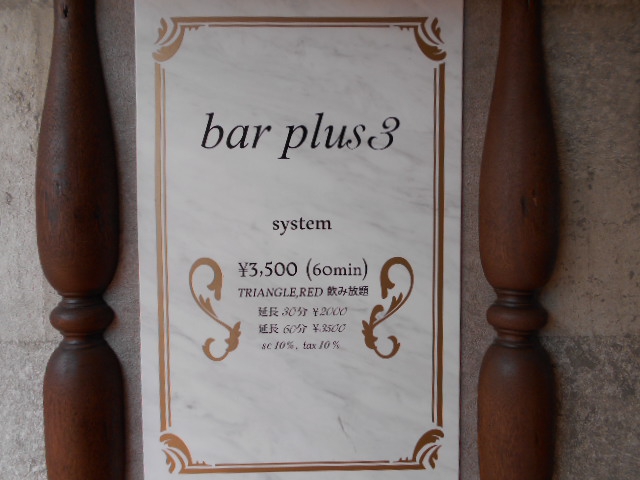 bar plus3
system
¥3,500 (60min)
TRIANGLE,RED 飲み放題
延長 30分 ¥2000
延長 60分 ¥3500
sc 10%, tax 10%